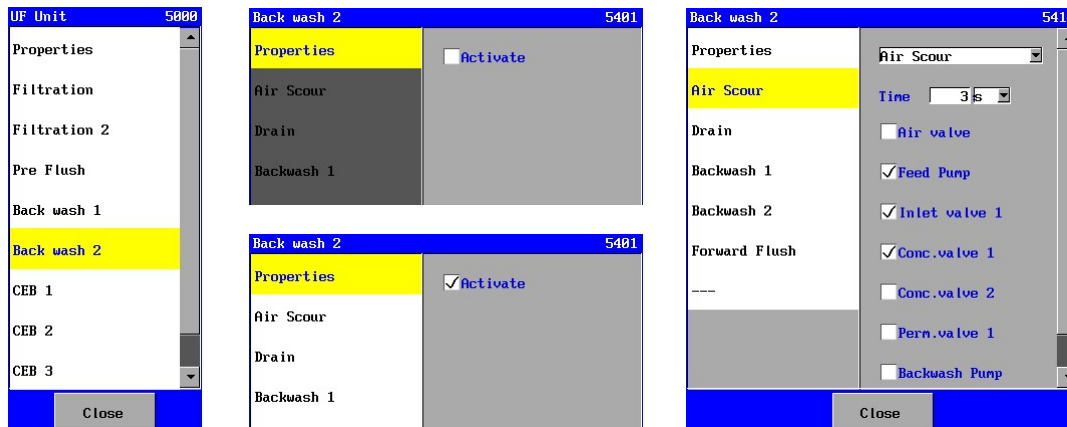 UF Unit 5000
Properties
Filtration
Filtration 2
Pre Flush
Back wash 1
Back wash 2
CEB 1
CEB 2
CEB 3
Close
Back wash 2 5401
Properties
Activate
Air Scour
Drain
Backwash 1
Back wash 2 5401
Properties
Activate
Air Scour
Drain
Backwash 1
Back wash 2 541
Properties
Air Scour
Drain
Backwash 1
Backwash 2
Forward Flush
---
Air Scour
Time 3 s
Air valve
Feed Pump
Inlet valve 1
Conc.valve 1
Conc.valve 2
Perm.valve 1
Backwash Pump
Close